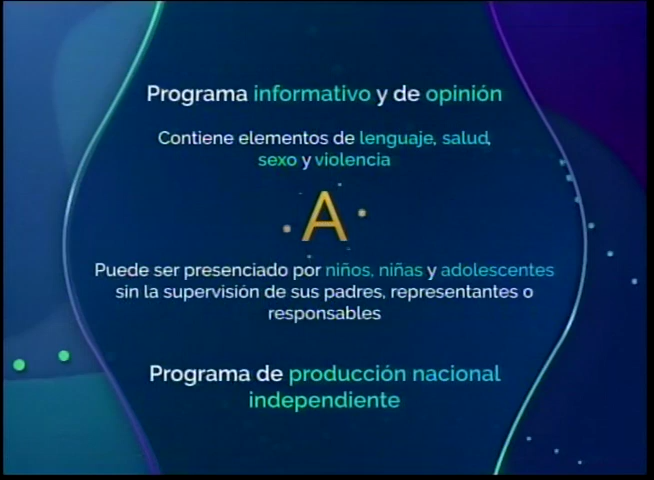 Programa informativo y de opinión
Contiene elementos de lenguaje, salud,
sexo y violencia
A
Puede ser presenciado por niños, niñas y adolescentes
sin la supervisión de sus padres, representantes o
responsables
Programa de producción nacional
independiente